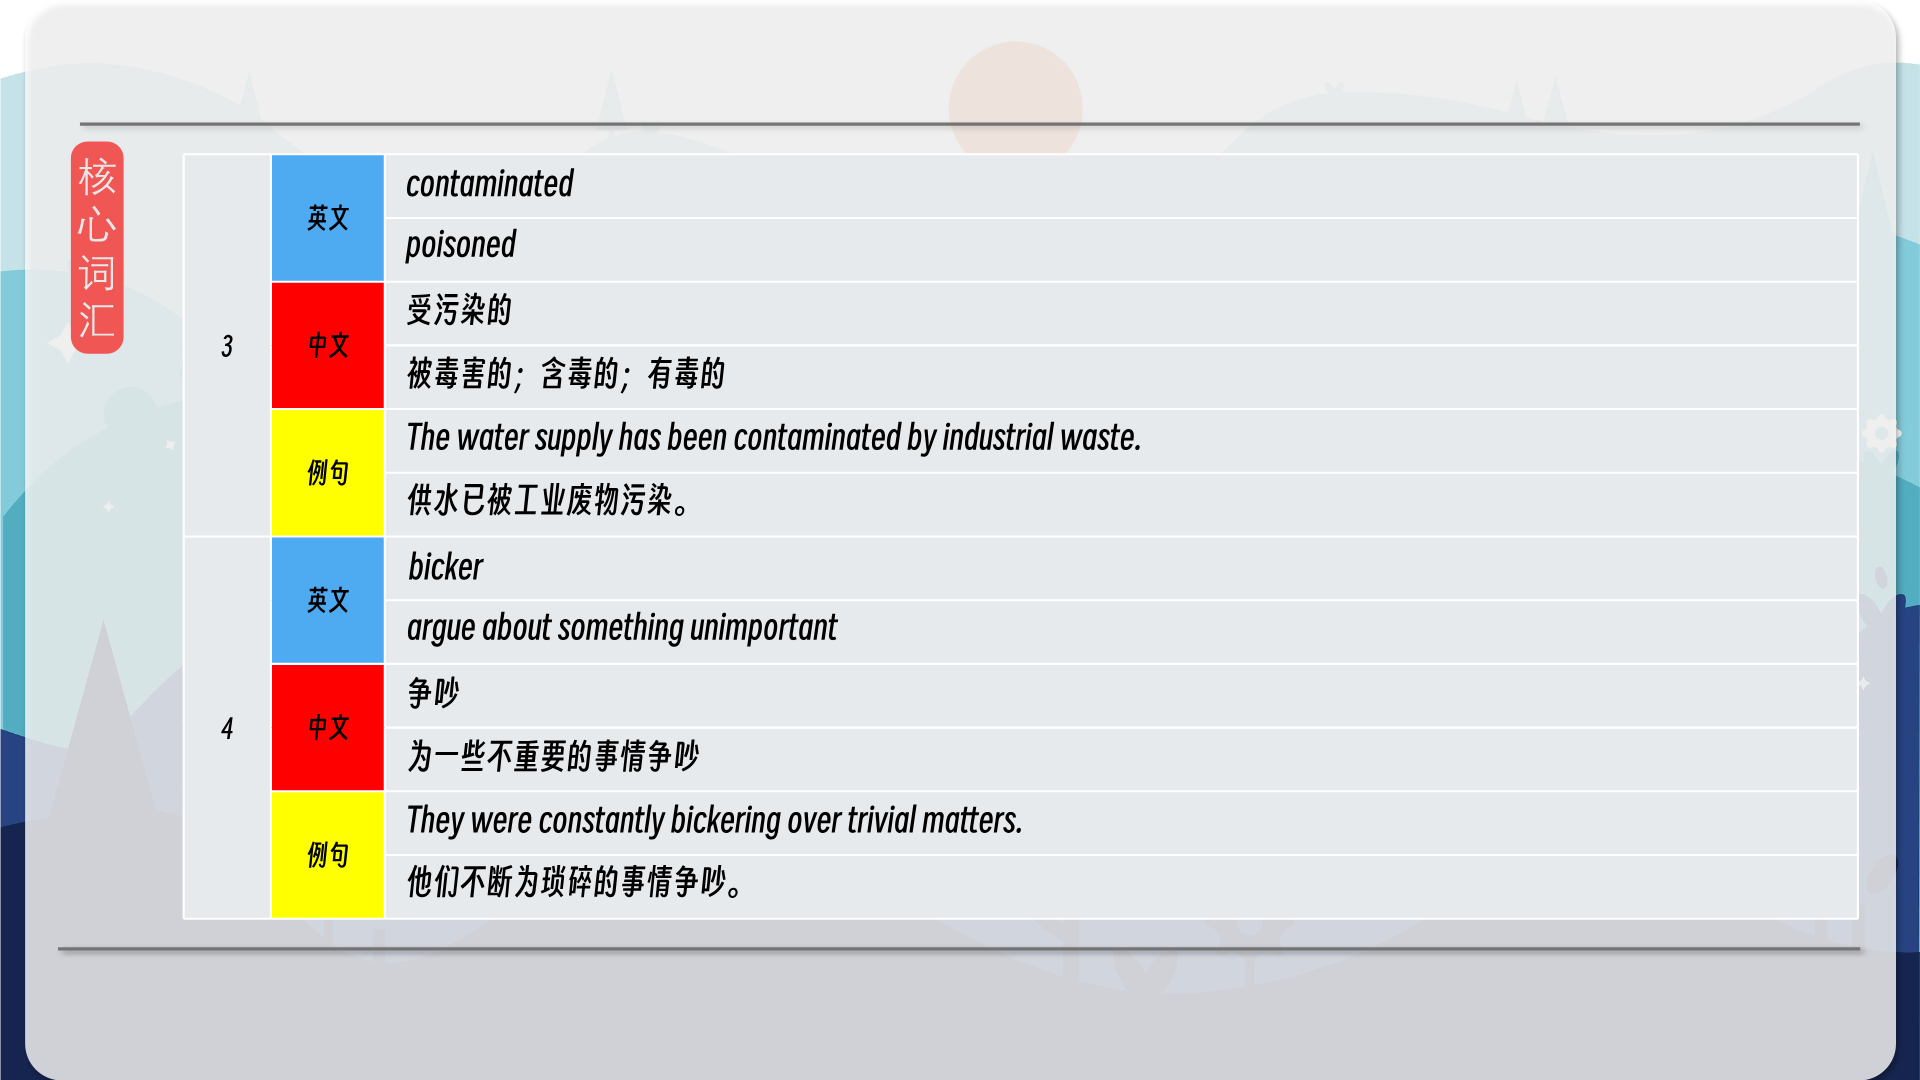 核心词汇
3
英文
contaminated
poisoned
中文
受污染的
被毒害的；含毒的；有毒的
例句
The water supply has been contaminated by industrial waste.
供水已被工业废物污染。
4
英文
bicker
argue about something unimportant
中文
争吵
为一些不重要的事情争吵
例句
They were constantly bickering over trivial matters.
他们不断为琐碎的事情争吵。